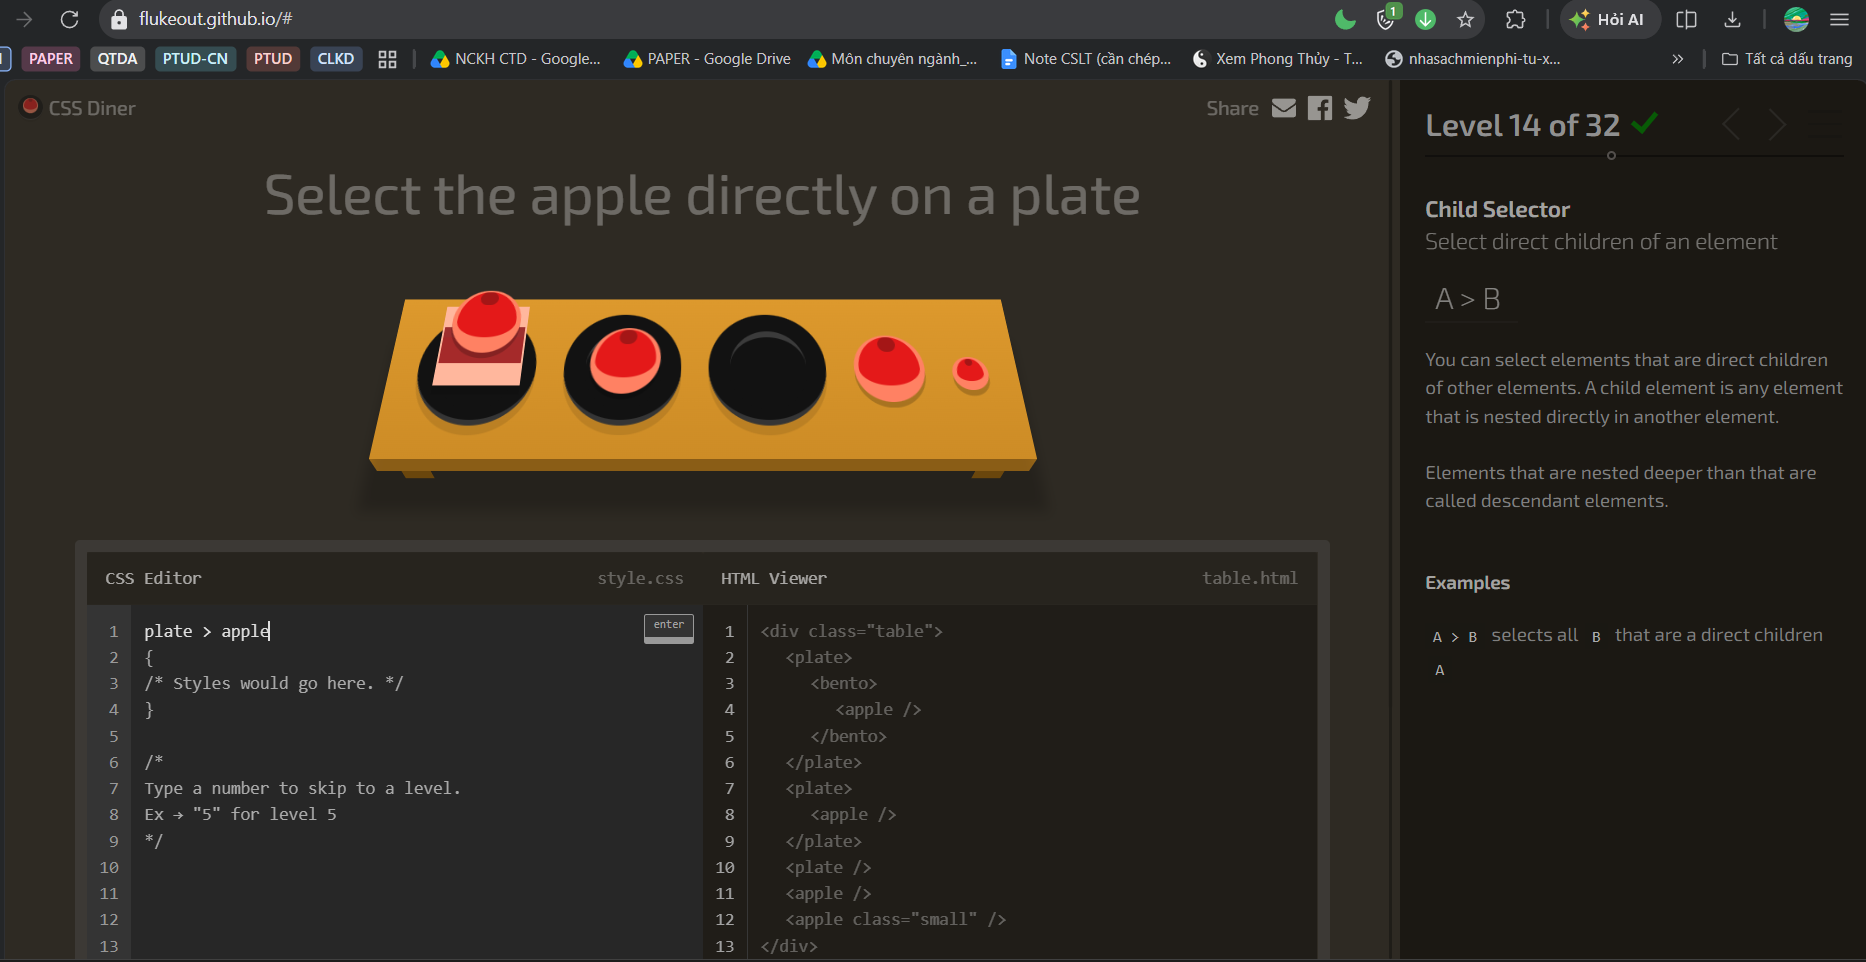 flukeout.github.io/#
1
Hỏi AI
PAPER
QTDA
PTUD-CN
PTUD
CLKD
NCKH CTD - Google...
PAPER - Google Drive
Môn chuyên ngành_...
Note CSLT (cần chép...
Xem Phong Thủy - T...
nhasachmienphi-tu-x...
»
Tất cả dấu trang
CSS Diner
Share
Select the apple directly on a plate
CSS Editor
style.css
enter
1 plate > apple
2 {
3 /* Styles would go here. */
4 }
5
6 /*
7 Type a number to skip to a level.
8 Ex → "5" for level 5
9 */
10
11
12
13
HTML Viewer
table.html
1 <div class="table">
2 <plate>
3 <bento>
4 <apple />
5 </bento>
6 </plate>
7 <plate>
8 <apple />
9 </plate>
10 <plate />
11 <apple />
12 <apple class="small" />
13 </div>
Level 14 of 32
Child Selector
Select direct children of an element
A > B
You can select elements that are direct children
of other elements. A child element is any element
that is nested directly in another element.
Elements that are nested deeper than that are
called descendant elements.
Examples
A > B selects all B that are a direct children
A